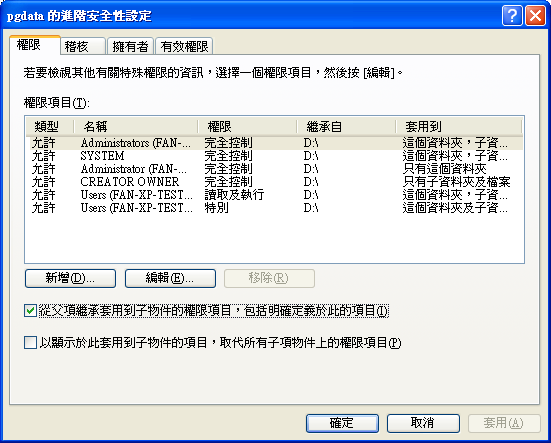 pgdata 的進階安全性設定
權限 稽核 擁有者 有效權限
若要檢視其他有關特殊權限的資訊，選擇一個權限項目，然後按 [編輯]。
權限項目(T):
類型 名稱 權限 繼承自 套用到
允許 Administrators (FAN-... 完全控制 D:\ 這個資料夾，子資...
允許 SYSTEM 完全控制 D:\ 這個資料夾，子資...
允許 Administrator (FAN-... 完全控制 D:\ 只有這個資料夾
允許 CREATOR OWNER 完全控制 D:\ 只有子資料夾及檔案
允許 Users (FAN-XP-TEST... 讀取及執行 D:\ 這個資料夾，子資...
允許 Users (FAN-XP-TEST... 特別 D:\ 這個資料夾及子資...
新增(D)... 編輯(E)... 移除(R)
從父項繼承套用到子物件的權限項目，包括明確定義於此的項目(I)
以顯示於此套用到子物件的項目，取代所有子項物件上的權限項目(P)
確定 取消 套用(A)